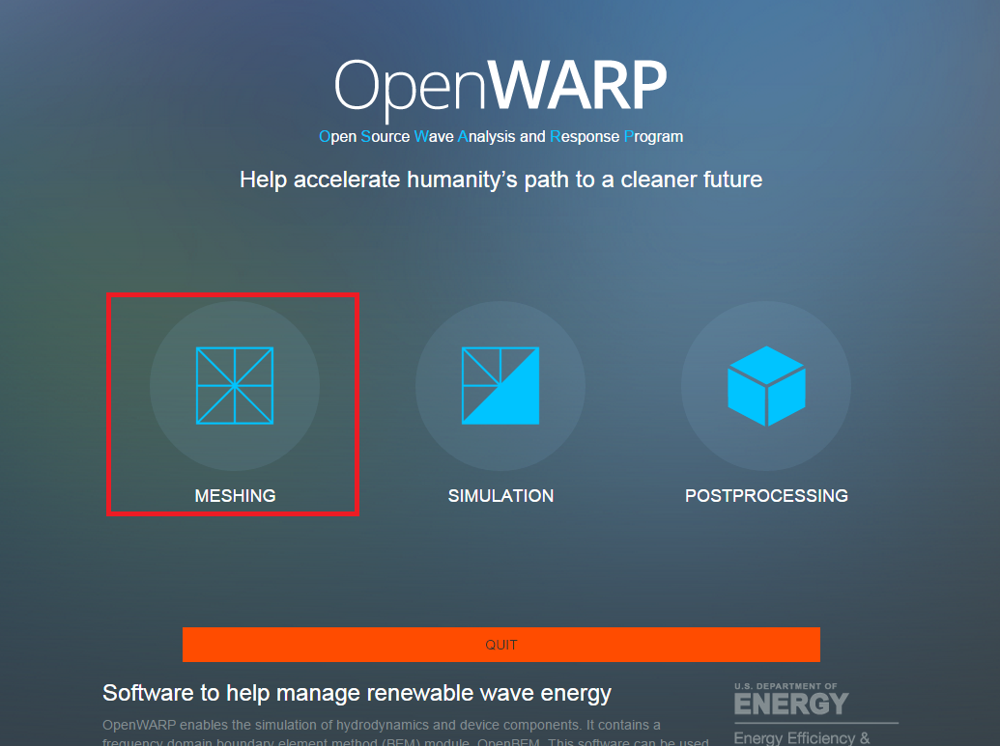 OpenWARP
Open Source Wave Analysis and Response Program
Help accelerate humanity’s path to a cleaner future
MESHING
SIMULATION
POSTPROCESSING
QUIT
Software to help manage renewable wave energy
OpenWARP enables the simulation of hydrodynamics and device components. It contains a
frequency domain boundary element method (BEM) module, OpenBEM. This software can be used
U.S. DEPARTMENT OF
ENERGY
Energy Efficiency &